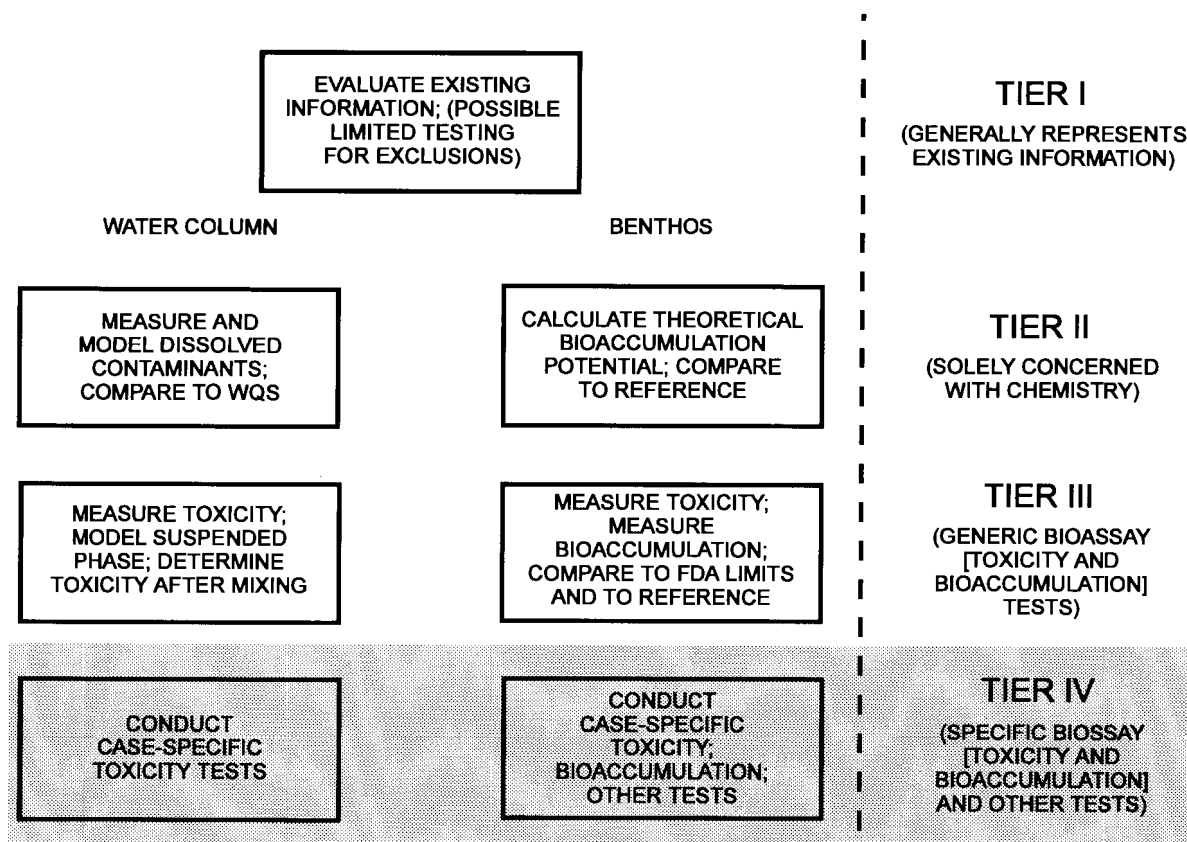 EVALUATE EXISTING
INFORMATION; (POSSIBLE
LIMITED TESTING
FOR EXCLUSIONS)
TIER I
(GENERALLY REPRESENTS
EXISTING INFORMATION)
WATER COLUMN
BENTHOS
MEASURE AND
MODEL DISSOLVED
CONTAMINANTS;
COMPARE TO WQS
CALCULATE THEORETICAL
BIOACCUMULATION
POTENTIAL; COMPARE
TO REFERENCE
TIER II
(SOLELY CONCERNED
WITH CHEMISTRY)
MEASURE TOXICITY;
MODEL SUSPENDED
PHASE; DETERMINE
TOXICITY AFTER MIXING
MEASURE TOXICITY;
MEASURE
BIOACCUMULATION;
COMPARE TO FDA LIMITS
AND TO REFERENCE
TIER III
(GENERIC BIOASSAY
[TOXICITY AND
BIOACCUMULATION]
TESTS)
CONDUCT
CASE-SPECIFIC
TOXICITY TESTS
CONDUCT
CASE-SPECIFIC
TOXICITY;
BIOACCUMULATION;
OTHER TESTS
TIER IV
(SPECIFIC BIOSSAY
[TOXICITY AND
BIOACCUMULATION]
AND OTHER TESTS)